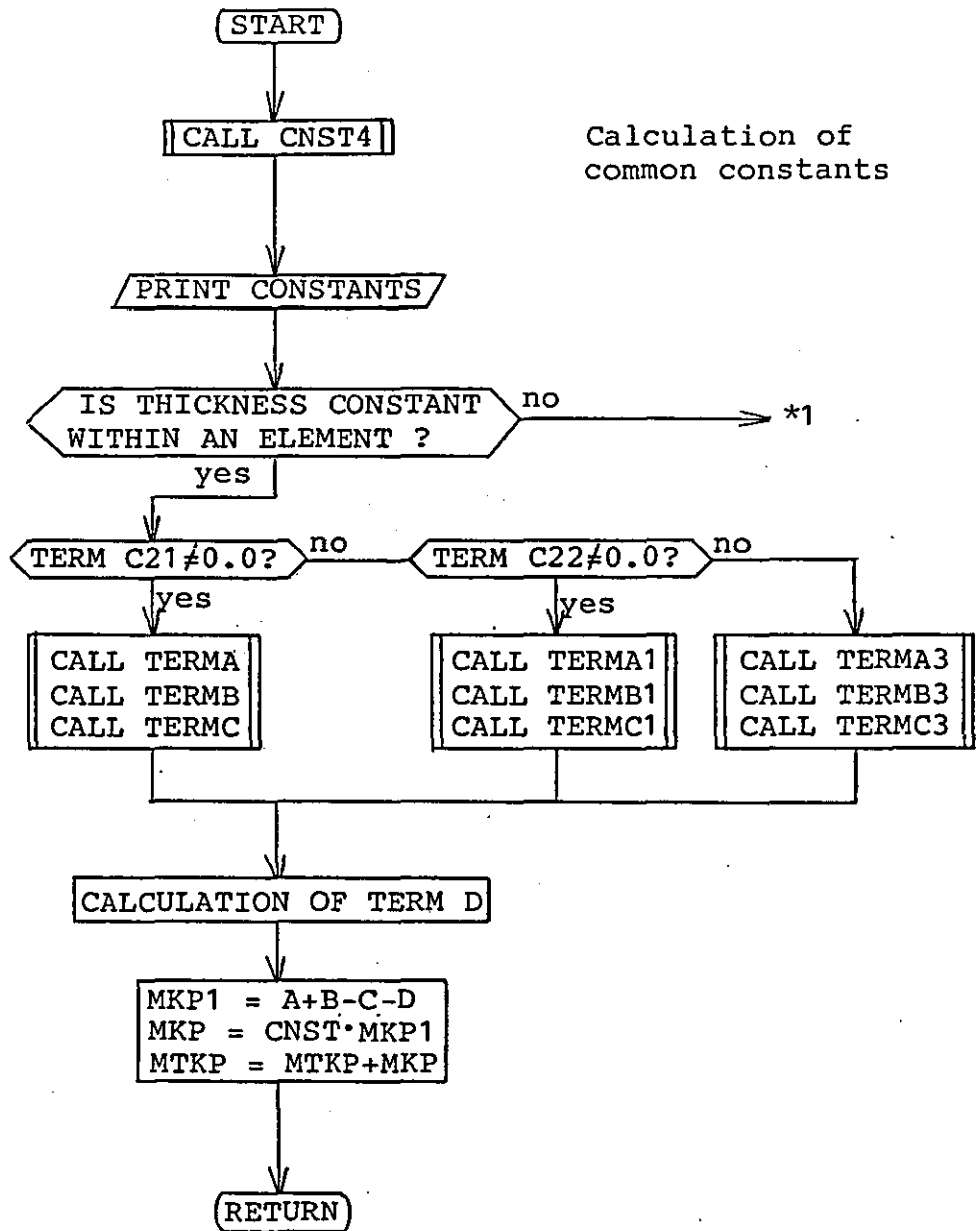 START
CALL CNST4
Calculation of
common constants
PRINT CONSTANTS
IS THICKNESS CONSTANT
WITHIN AN ELEMENT ?
no
*1
yes
TERM C21≠0.0?
no
TERM C22≠0.0?
no
yes
yes
CALL TERMA
CALL TERMB
CALL TERMC
CALL TERMA1
CALL TERMB1
CALL TERMC1
CALL TERMA3
CALL TERMB3
CALL TERMC3
CALCULATION OF TERM D
MKP1 = A+B-C-D
MKP = CNST·MKP1
MTKP = MTKP+MKP
RETURN